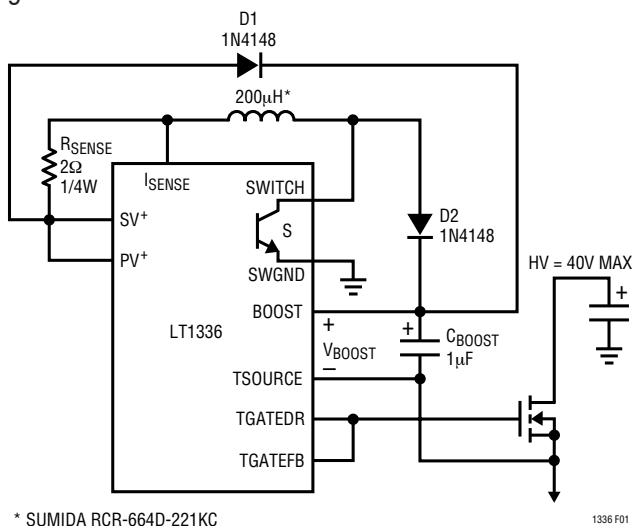 D1
1N4148
200μH*
RSENSE
2Ω
1/4W
ISENSE
SWITCH
SV+
S
D2
1N4148
PV+
SWGND
HV = 40V MAX
+
BOOST
LT1336
+
VBOOST
–
+
CBOOST
1μF
TSOURCE
TGATEDR
TGATEFB
* SUMIDA RCR-664D-221KC
1336 F01